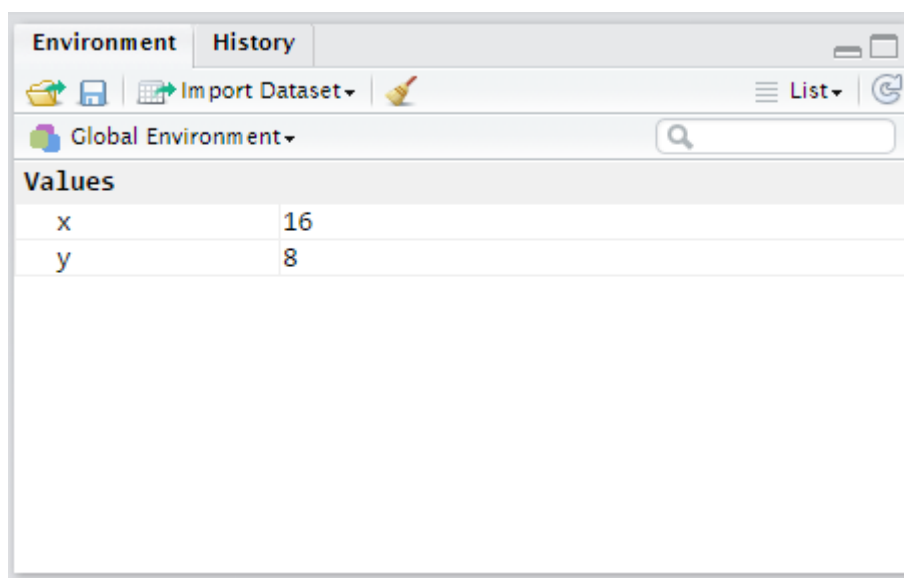 Environment History
Import Dataset List
Global Environment
Values
x 16
y 8